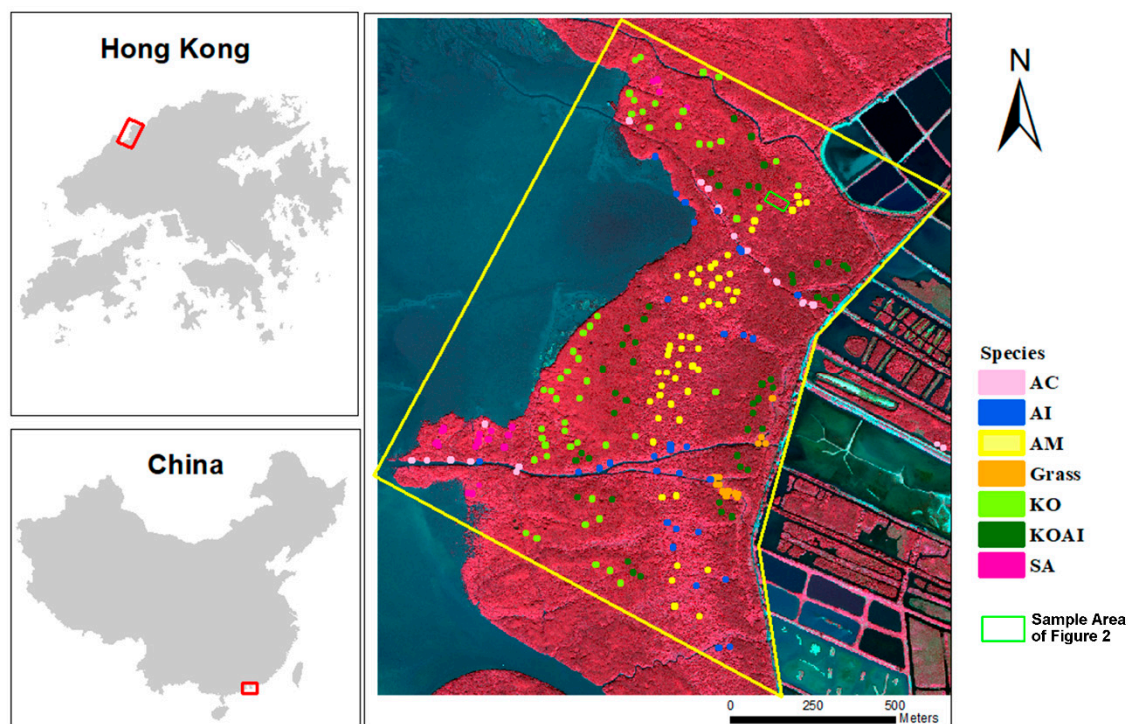 Hong Kong
China
N
Species
AC
AI
AM
Grass
KO
KOAI
SA
Sample Area
of Figure 2
0 250 500
Meters